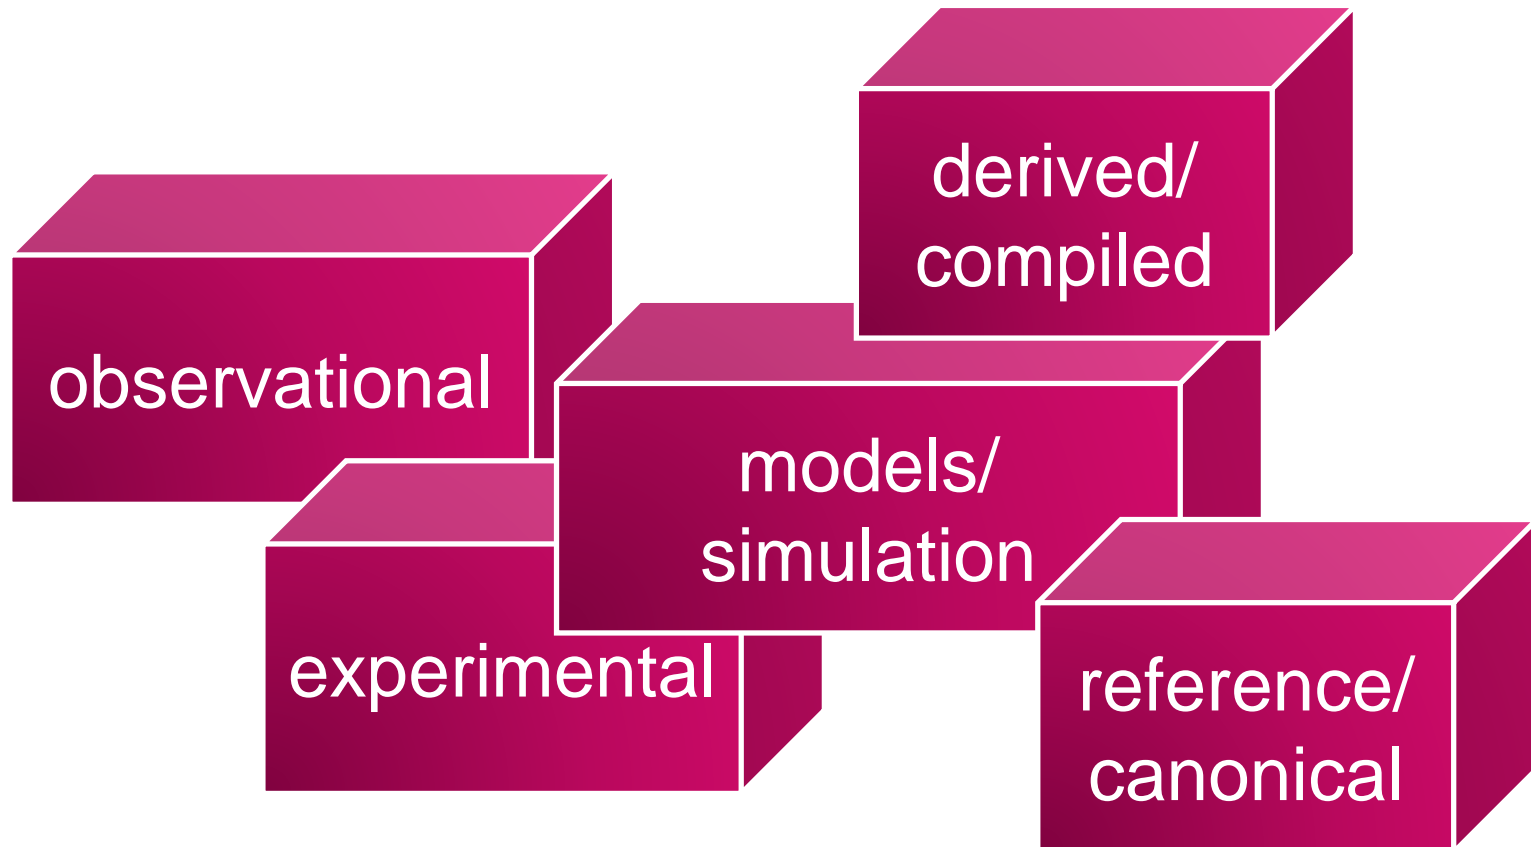 observational
experimental
models/
simulation
derived/
compiled
reference/
canonical